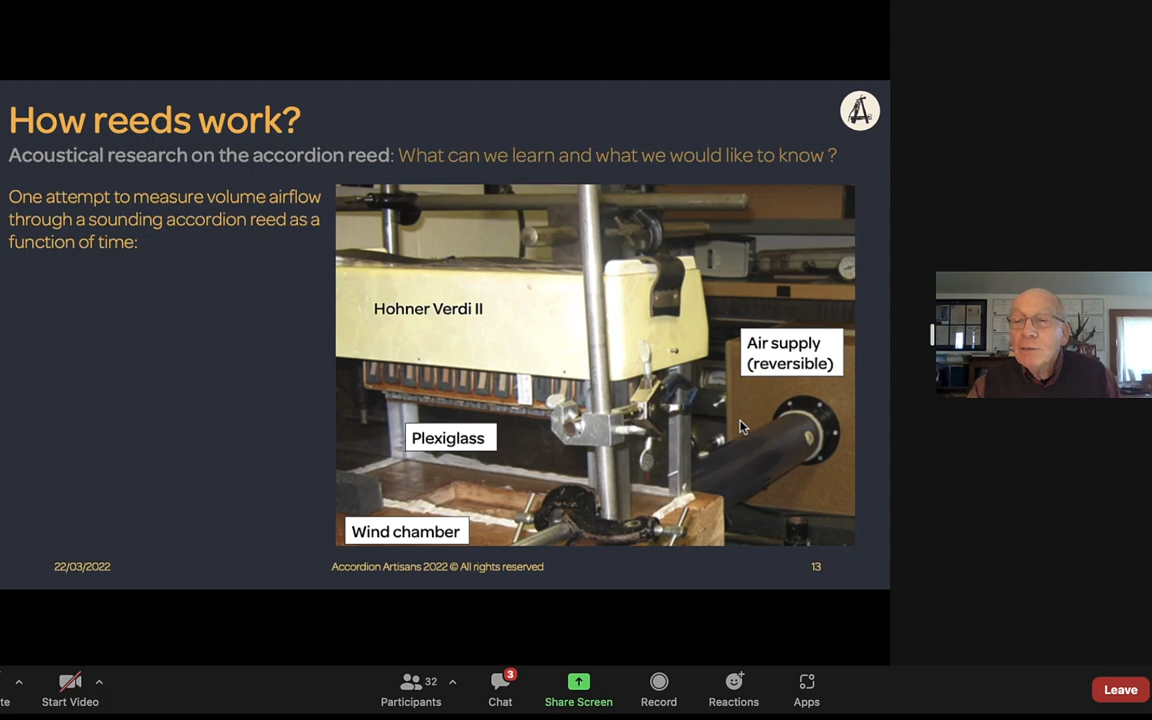 How reeds work?
Acoustical research on the accordion reed: What can we learn and what we would like to know ?
One attempt to measure volume airflow
through a sounding accordion reed as a
function of time:
Hohner Verdi II
Air supply
(reversible)
Plexiglass
Wind chamber
22/03/2022
Accordion Artisans 2022 © All rights reserved
13
te
Start Video
32
Participants
3
Chat
Share Screen
Record
Reactions
Apps
Leave